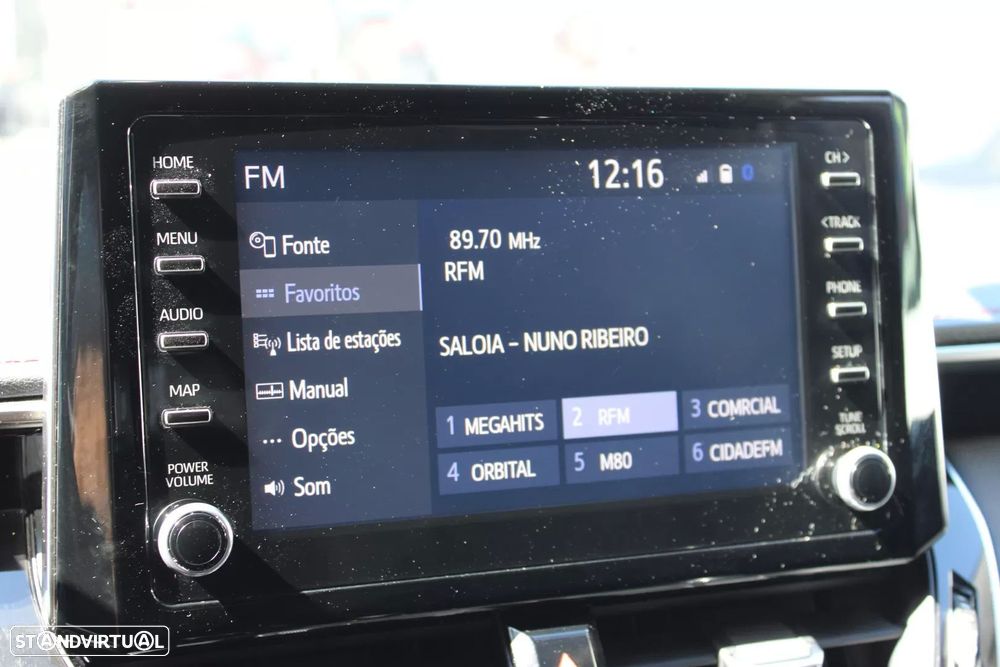 HOME
MENU
AUDIO
MAP
POWER
VOLUME
FM
12:16
0
Fonte
Favoritos
Lista de estações
Manual
Opções
Som
89.70 MHz
RFM
SALOIA – NUNO RIBEIRO
1 MEGAHITS
2 RFM
3 COMRCIAL
4 ORBITAL
5 M80
6 CIDADEFM
CH >
< TRACK
PHONE
SETUP
TUNE
SCROLL
STANDVIRTUAL